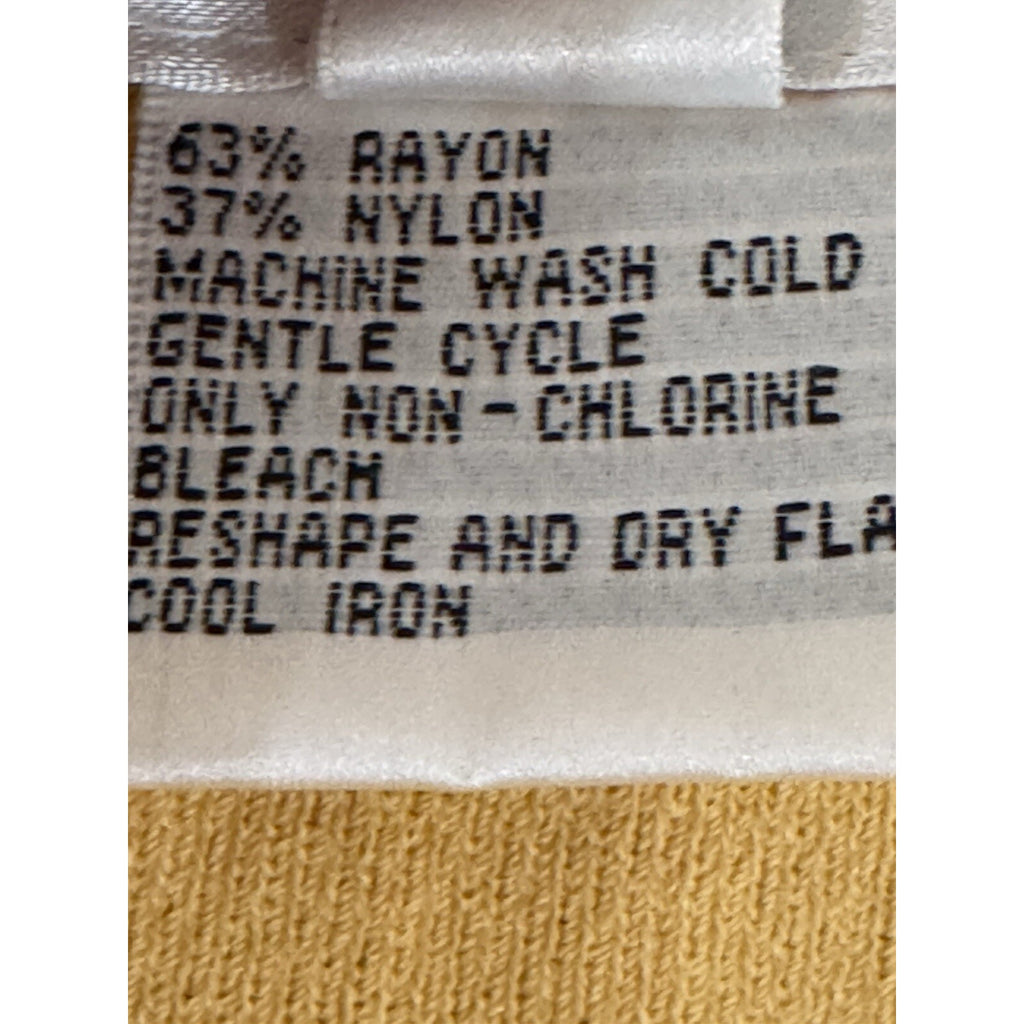 63% RAYON
37% NYLON
MACHINE WASH COLD
GENTLE CYCLE
ONLY NON-CHLORINE
BLEACH
RESHAPE AND DRY FLA
COOL IRON